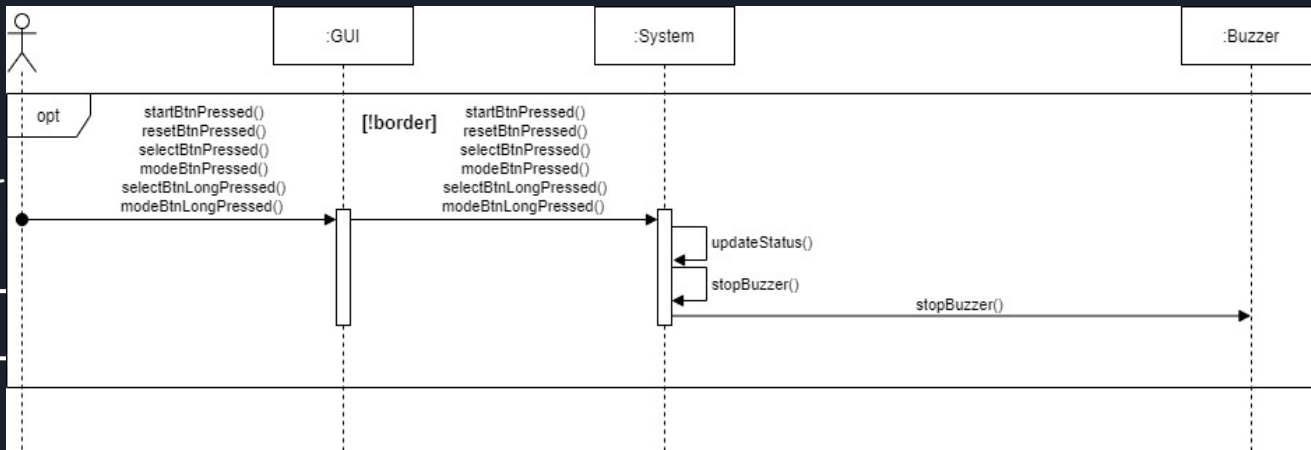 :GUI
:System
:Buzzer
opt
startBtnPressed()
resetBtnPressed()
selectBtnPressed()
modeBtnPressed()
selectBtnLongPressed()
modeBtnLongPressed()
[!border]
startBtnPressed()
resetBtnPressed()
selectBtnPressed()
modeBtnPressed()
selectBtnLongPressed()
modeBtnLongPressed()
updateStatus()
stopBuzzer()
stopBuzzer()